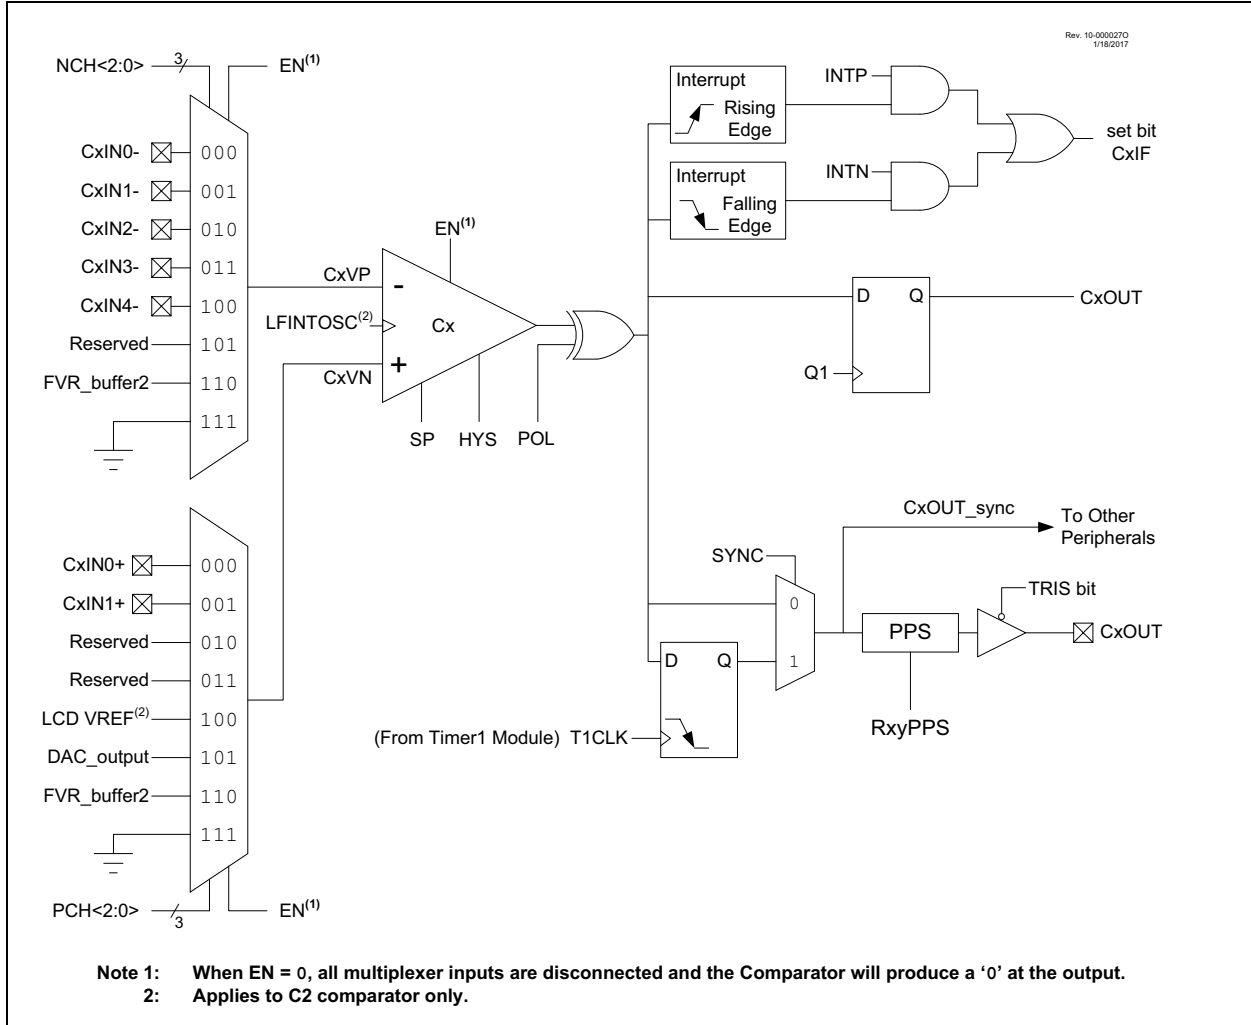 Rev. 10-000027O
1/18/2017
NCH<2:0>
3
EN(1)
CxIN0-
000
CxIN1-
001
CxIN2-
010
CxIN3-
011
CxIN4-
100
Reserved
101
FVR_buffer2
110
111
CxVP
-
EN(1)
LFINTOSC(2)
Cx
+
CxVN
SP
HYS
POL
Interrupt
Rising
Edge
INTP
Interrupt
Falling
Edge
INTN
set bit
CxIF
D
Q
CxOUT
Q1
CxIN0+
000
CxIN1+
001
Reserved
010
Reserved
011
LCD VREF(2)
100
DAC_output
101
FVR_buffer2
110
111
PCH<2:0>
3
EN(1)
CxOUT_sync
To Other
Peripherals
SYNC
0
1
TRIS bit
PPS
CxOUT
D
Q
RxyPPS
(From Timer1 Module) T1CLK
Note 1: When EN = 0, all multiplexer inputs are disconnected and the Comparator will produce a ‘0’ at the output.
2: Applies to C2 comparator only.